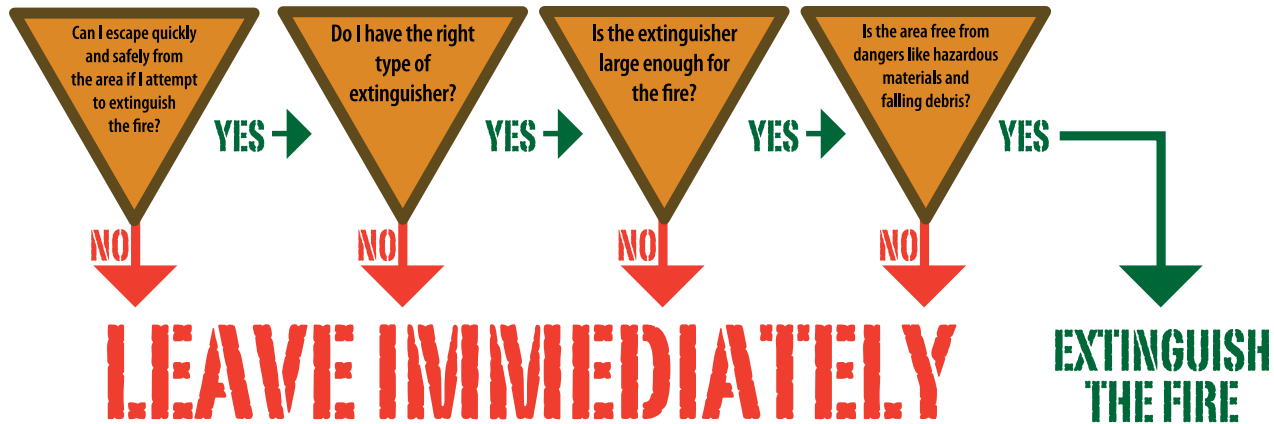 Can I escape quickly
and safely from
the area if I attempt
to extinguish
the fire?
YES
NO
Do I have the right
type of
extinguisher?
YES
NO
Is the extinguisher
large enough for
the fire?
YES
NO
Is the area free from
dangers like hazardous
materials and
falling debris?
YES
NO
LEAVE IMMEDIATELY
EXTINGUISH
THE FIRE